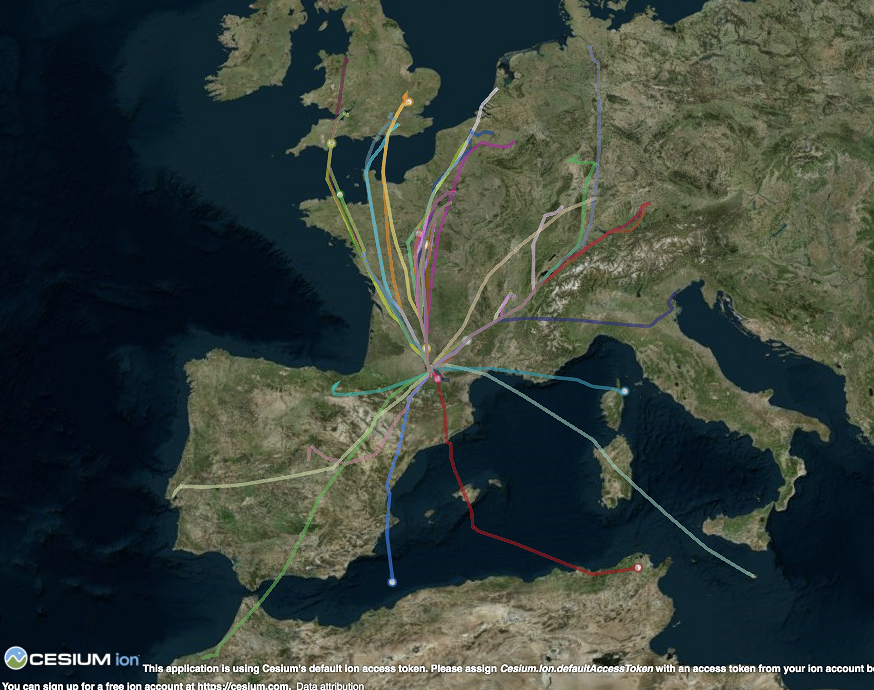 CESIUM ion
This application is using Cesium's default ion access token. Please assign Cesium.Ion.defaultAccessToken with an access token from your ion account be
You can sign up for a free ion account at https://cesium.com. Data attribution